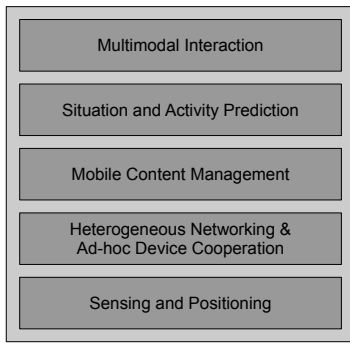 Multimodal Interaction
Situation and Activity Prediction
Mobile Content Management
Heterogeneous Networking &
Ad-hoc Device Cooperation
Sensing and Positioning